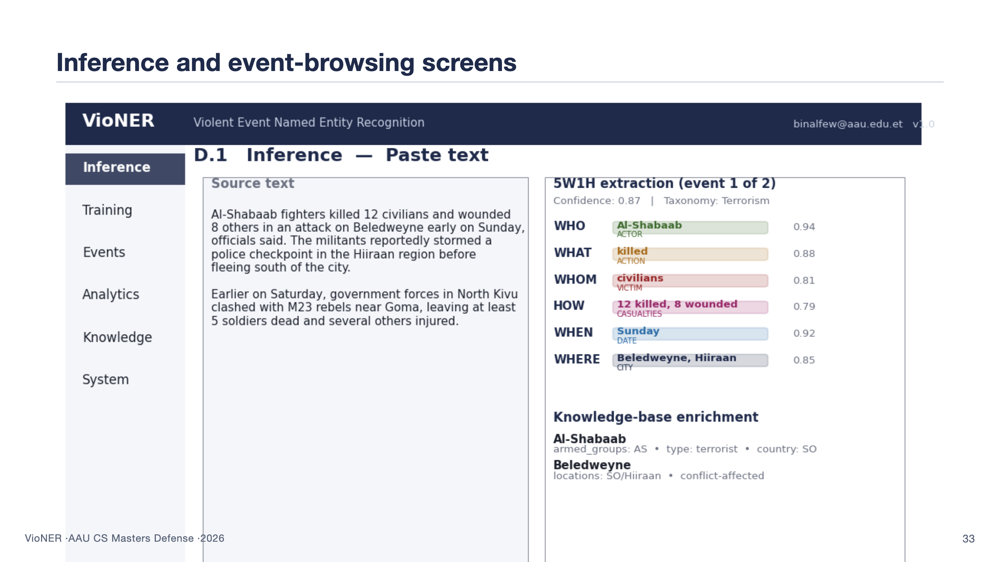 Inference and event-browsing screens
VioNER Violent Event Named Entity Recognition binalfew@aau.edu.et v1.0
Inference
Training
Events
Analytics
Knowledge
System
D.1 Inference — Paste text
Source text
Al-Shabaab fighters killed 12 civilians and wounded
8 others in an attack on Beledweyne early on Sunday,
officials said. The militants reportedly stormed a
police checkpoint in the Hiiraan region before
fleeing south of the city.
Earlier on Saturday, government forces in North Kivu
clashed with M23 rebels near Goma, leaving at least
5 soldiers dead and several others injured.
5W1H extraction (event 1 of 2)
Confidence: 0.87 | Taxonomy: Terrorism
WHO Al-Shabaab 0.94
ACTOR
WHAT killed 0.88
ACTION
WHOM civilians 0.81
VICTIM
HOW 12 killed, 8 wounded 0.79
CASUALTIES
WHEN Sunday 0.92
DATE
WHERE Beledweyne, Hiiraan 0.85
CITY
Knowledge-base enrichment
Al-Shabaab
armed_groups: AS • type: terrorist • country: SO
Beledweyne
locations: SO/Hiiraan • conflict-affected
VioNER ·AAU CS Masters Defense ·2026
33